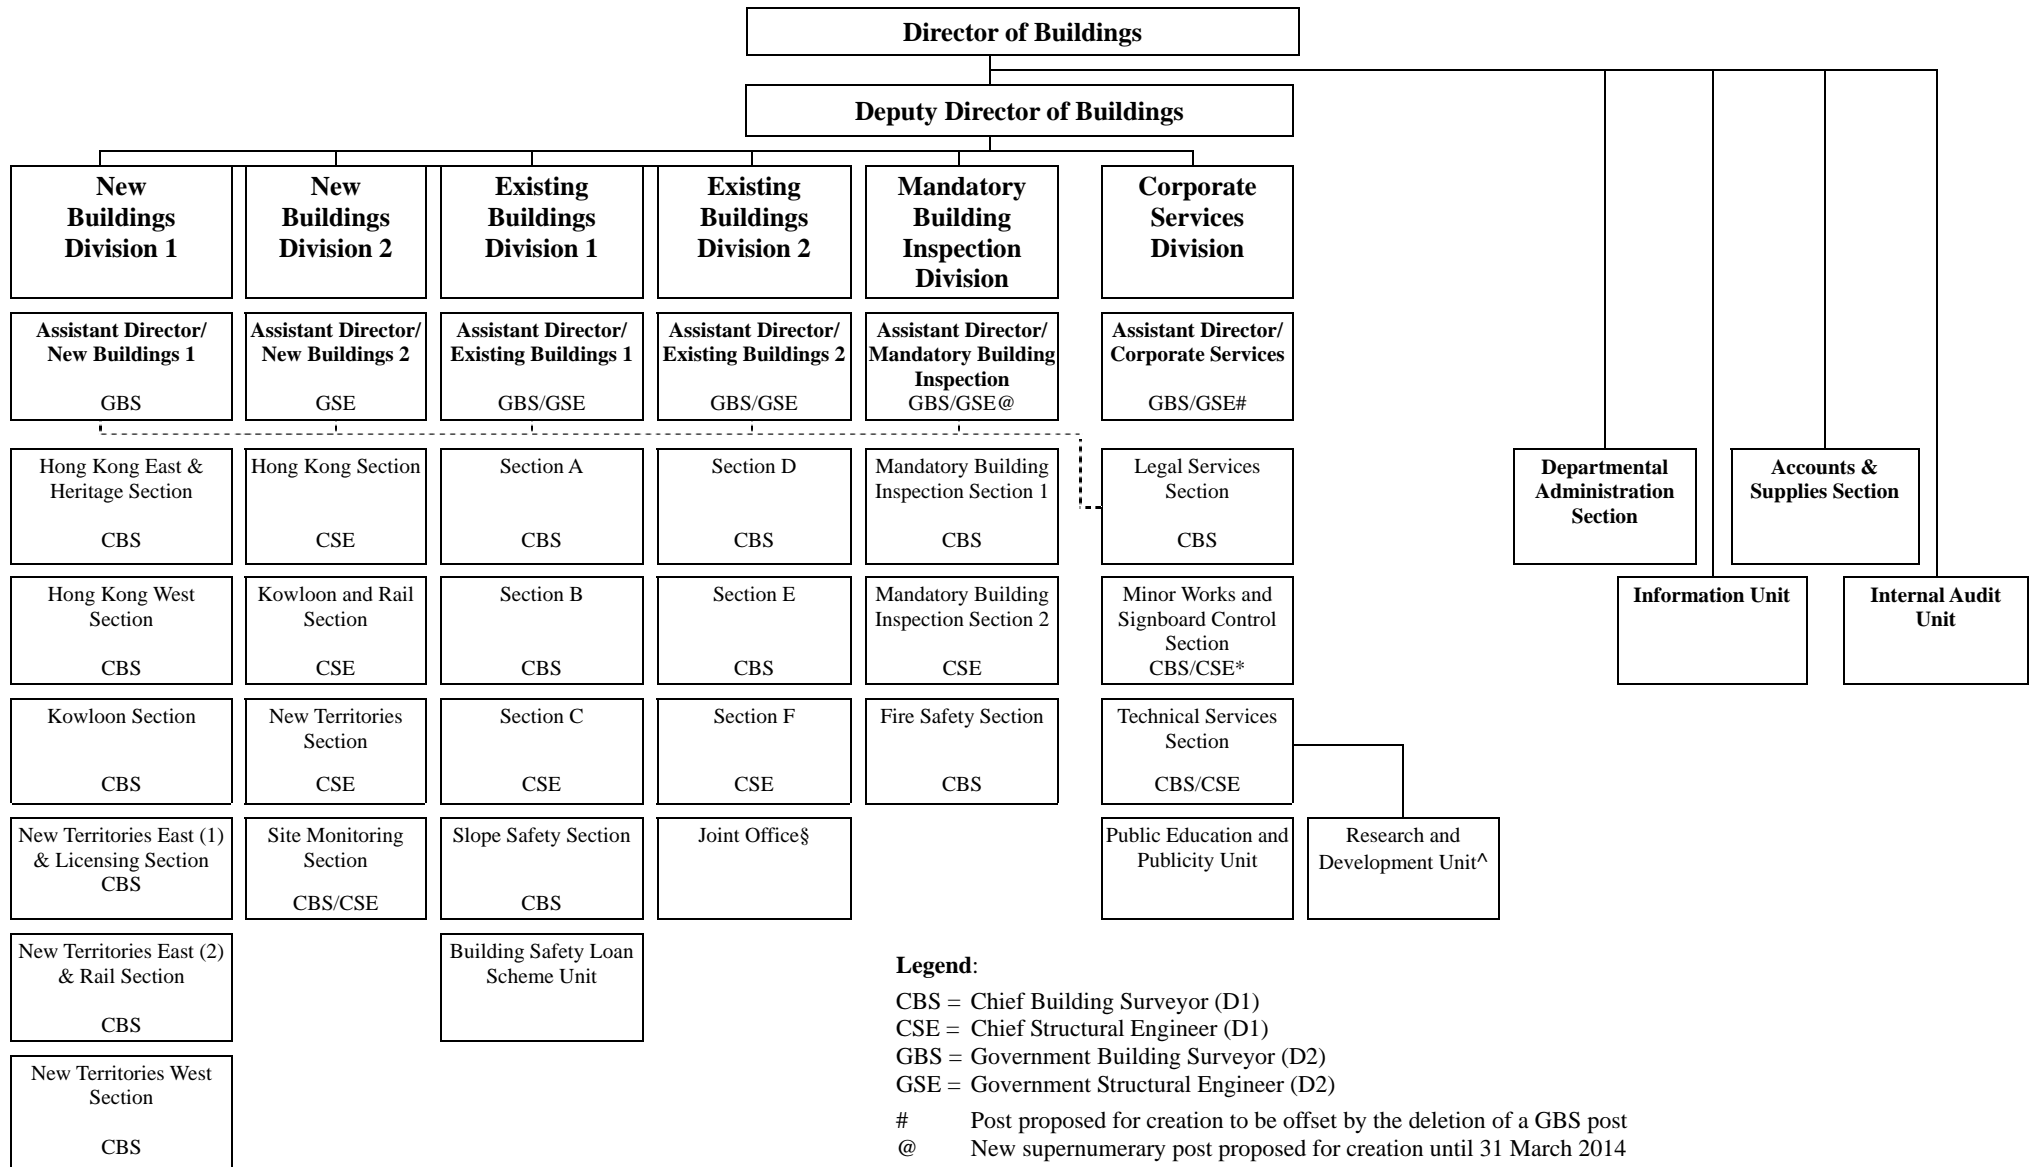 Director of Buildings
Deputy Director of Buildings
New
Buildings
Division 1
New
Buildings
Division 2
Existing
Buildings
Division 1
Existing
Buildings
Division 2
Mandatory
Building
Inspection
Division
Corporate
Services
Division
Assistant Director/
New Buildings 1
GBS
Assistant Director/
New Buildings 2
GSE
Assistant Director/
Existing Buildings 1
GBS/GSE
Assistant Director/
Existing Buildings 2
GBS/GSE
Assistant Director/
Mandatory Building
Inspection
GBS/GSE@
Assistant Director/
Corporate Services
GBS/GSE#
Hong Kong East &
Heritage Section
CBS
Hong Kong Section
CSE
Section A
CBS
Section D
CBS
Mandatory Building
Inspection Section 1
CBS
Legal Services
Section
CBS
Departmental
Administration
Section
Accounts &
Supplies Section
Hong Kong West
Section
CBS
Kowloon and Rail
Section
CSE
Section B
CBS
Section E
CBS
Mandatory Building
Inspection Section 2
CSE
Minor Works and
Signboard Control
Section
CBS/CSE*
Information Unit
Internal Audit
Unit
Kowloon Section
CBS
New Territories
Section
CSE
Section C
CSE
Section F
CSE
Fire Safety Section
CBS
Technical Services
Section
CBS/CSE
New Territories East (1)
& Licensing Section
CBS
Site Monitoring
Section
CBS/CSE
Slope Safety Section
CBS
Joint Office§
Public Education and
Publicity Unit
Research and
Development Unit^
New Territories East (2)
& Rail Section
CBS
Building Safety Loan
Scheme Unit
New Territories West
Section
CBS
Legend:
CBS = Chief Building Surveyor (D1)
CSE = Chief Structural Engineer (D1)
GBS = Government Building Surveyor (D2)
GSE = Government Structural Engineer (D2)
# Post proposed for creation to be offset by the deletion of a GBS post
@ New supernumerary post proposed for creation until 31 March 2014